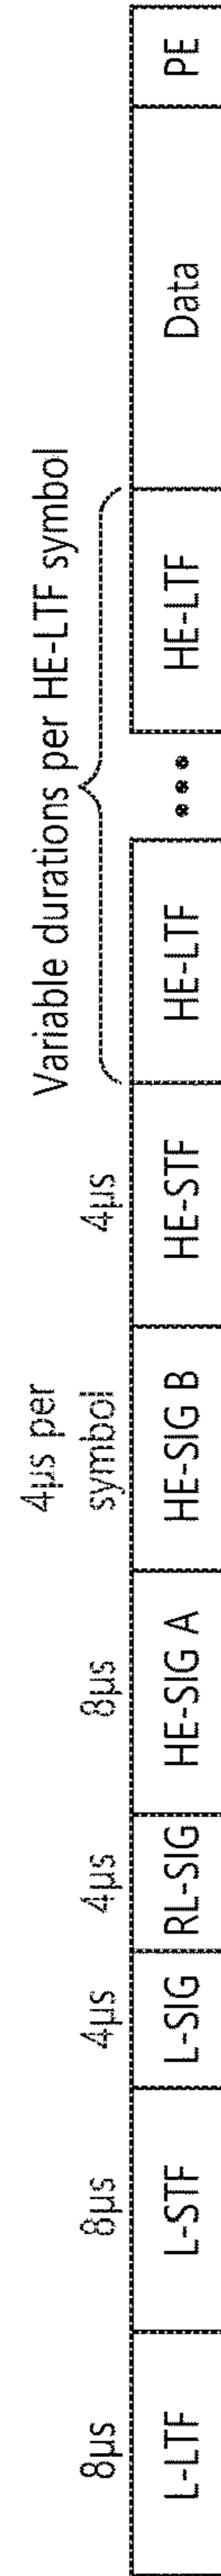 Variable durations per HE-LTF symbol
4μs per
symbol
8μs
8μs
4μs
4μs
8μs
4μs
L-LTF
L-STF
L-SIG
RL-SIG
HE-SIG A
HE-SIG B
HE-STF
HE-LTF
•••
HE-LTF
Data
PE